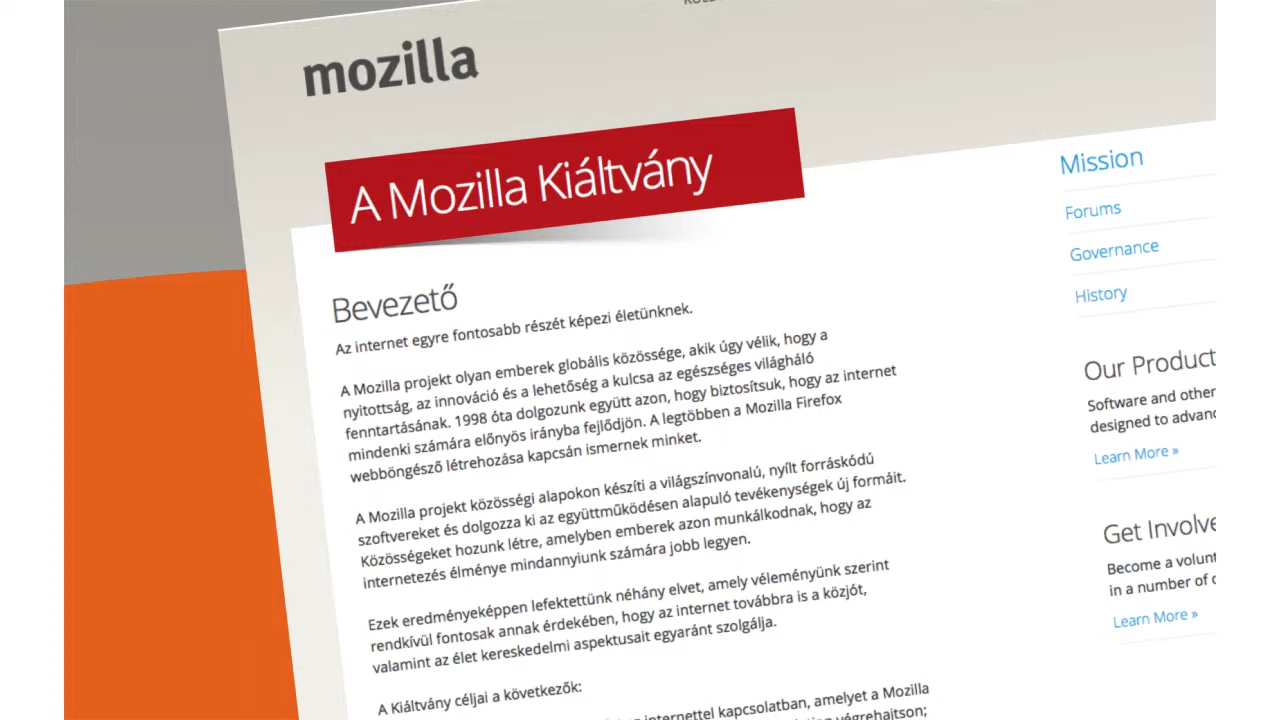 mozilla
A Mozilla Kiáltvány
Bevezető
Az internet egyre fontosabb részét képezi életünknek.
A Mozilla projekt olyan emberek globális közössége, akik úgy vélik, hogy a
nyitottság, az innováció és a lehetőség a kulcsa az egészséges világháló
fenntartásának. 1998 óta dolgozunk együtt azon, hogy biztosítsuk, hogy az internet
mindenki számára előnyös irányba fejlődjön. A legtöbben a Mozilla Firefox
webböngésző létrehozása kapcsán ismernek minket.
A Mozilla projekt közösségi alapokon készíti a világszínvonalú, nyílt forráskódú
szoftvereket és dolgozza ki az együttműködésen alapuló tevékenységek új formáit.
Közösségeket hozunk létre, amelyben emberek azon munkálkodnak, hogy az
internetezés élménye mindannyiunk számára jobb legyen.
Ezek eredményeképpen lefektettünk néhány elvet, amely véleményünk szerint
rendkívül fontosak annak érdekében, hogy az internet továbbra is a közjót,
valamint az élet kereskedelmi aspektusait egyaránt szolgálja.
A Kiáltvány céljai a következők:
internettel kapcsolatban, amelyet a Mozilla
végrehajtson;
Mission
Forums
Governance
History
Our Product
Software and other
designed to advanc
Learn More »
Get Involve
Become a volunt
in a number of
Learn More »